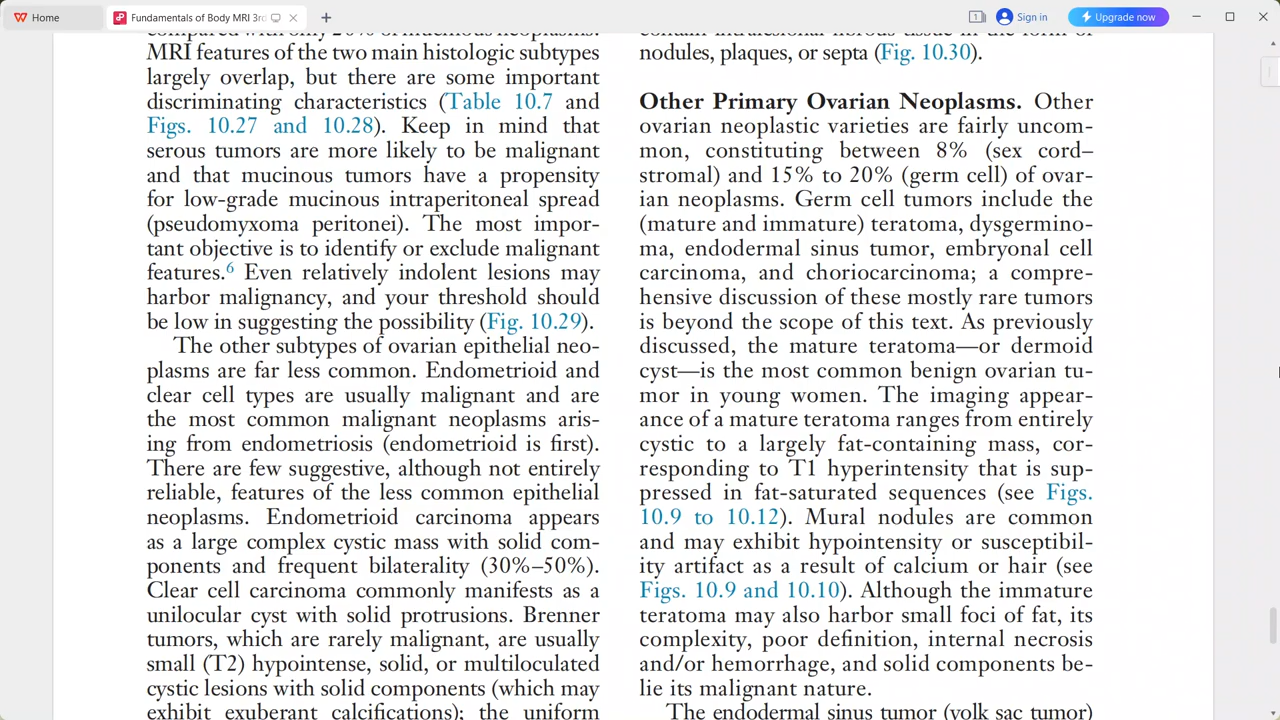 Home
Fundamentals of Body MRI 3rd
Sign in
Upgrade now
MRI features of the two main histologic subtypes
largely overlap, but there are some important
discriminating characteristics (Table 10.7 and
Figs. 10.27 and 10.28). Keep in mind that
serous tumors are more likely to be malignant
and that mucinous tumors have a propensity
for low-grade mucinous intraperitoneal spread
(pseudomyxoma peritonei). The most impor-
tant objective is to identify or exclude malignant
features.6 Even relatively indolent lesions may
harbor malignancy, and your threshold should
be low in suggesting the possibility (Fig. 10.29).
The other subtypes of ovarian epithelial neo-
plasms are far less common. Endometrioid and
clear cell types are usually malignant and are
the most common malignant neoplasms aris-
ing from endometriosis (endometrioid is first).
There are few suggestive, although not entirely
reliable, features of the less common epithelial
neoplasms. Endometrioid carcinoma appears
as a large complex cystic mass with solid com-
ponents and frequent bilaterality (30%–50%).
Clear cell carcinoma commonly manifests as a
unilocular cyst with solid protrusions. Brenner
tumors, which are rarely malignant, are usually
small (T2) hypointense, solid, or multiloculated
cystic lesions with solid components (which may
exhibit exuberant calcifications); the uniform
nodules, plaques, or septa (Fig. 10.30).
Other Primary Ovarian Neoplasms. Other
ovarian neoplastic varieties are fairly uncom-
mon, constituting between 8% (sex cord–
stromal) and 15% to 20% (germ cell) of ovar-
ian neoplasms. Germ cell tumors include the
(mature and immature) teratoma, dysgermino-
ma, endodermal sinus tumor, embryonal cell
carcinoma, and choriocarcinoma; a compre-
hensive discussion of these mostly rare tumors
is beyond the scope of this text. As previously
discussed, the mature teratoma—or dermoid
cyst—is the most common benign ovarian tu-
mor in young women. The imaging appear-
ance of a mature teratoma ranges from entirely
cystic to a largely fat-containing mass, cor-
responding to T1 hyperintensity that is sup-
pressed in fat-saturated sequences (see Figs.
10.9 to 10.12). Mural nodules are common
and may exhibit hypointensity or susceptibil-
ity artifact as a result of calcium or hair (see
Figs. 10.9 and 10.10). Although the immature
teratoma may also harbor small foci of fat, its
complexity, poor definition, internal necrosis
and/or hemorrhage, and solid components be-
lie its malignant nature.
The endodermal sinus tumor (yolk sac tumor)